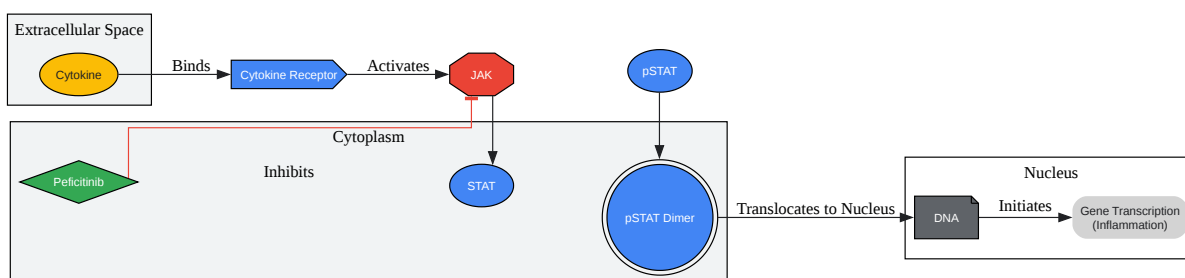 Extracellular Space
Cytokine
Binds
Cytokine Receptor
Activates
JAK
pSTAT
Cytoplasm
Peficitinib
Inhibits
STAT
pSTAT Dimer
Translocates to Nucleus
Nucleus
DNA
Initiates
Gene Transcription
(Inflammation)